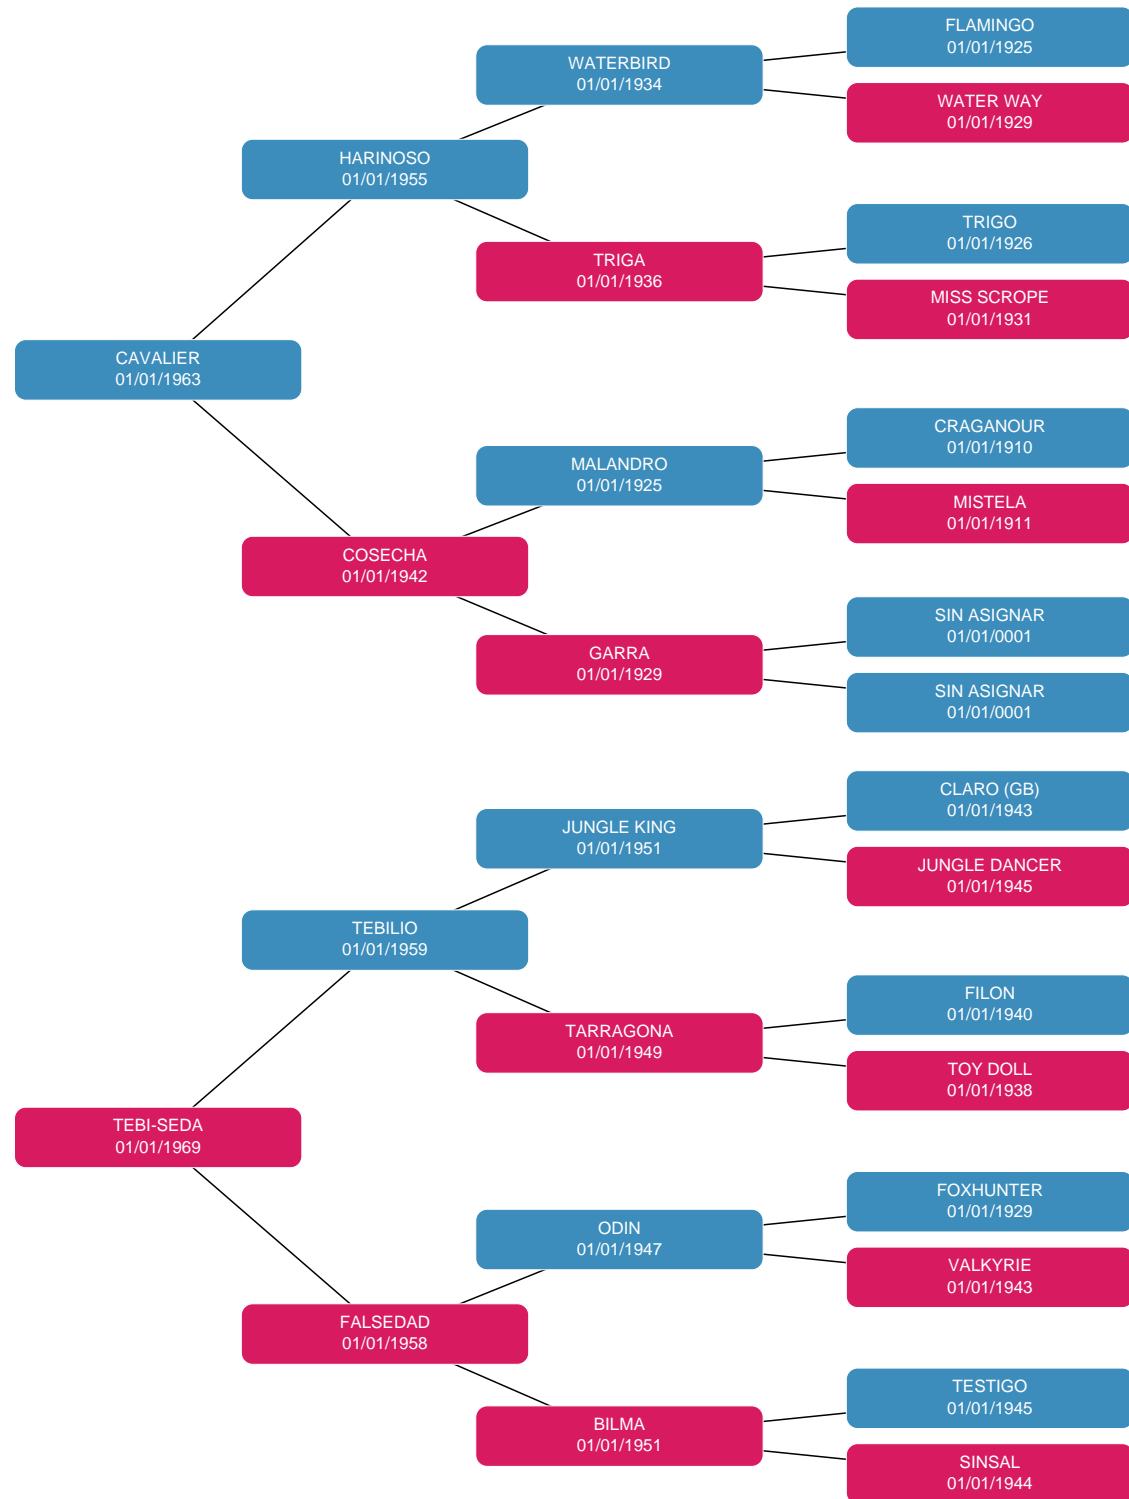 FLAMINGO
01/01/1925
WATERBIRD
01/01/1934
WATER WAY
01/01/1929
HARINOSO
01/01/1955
TRIGO
01/01/1926
TRIGA
01/01/1936
MISS SCROPE
01/01/1931
CAVALIER
01/01/1963
CRAGANOUR
01/01/1910
MALANDRO
01/01/1925
MISTELA
01/01/1911
COSECHA
01/01/1942
SIN ASIGNAR
01/01/0001
GARRA
01/01/1929
SIN ASIGNAR
01/01/0001
CLARO (GB)
01/01/1943
JUNGLE KING
01/01/1951
JUNGLE DANCER
01/01/1945
TEBILIO
01/01/1959
FILON
01/01/1940
TARRAGONA
01/01/1949
TOY DOLL
01/01/1938
TEBI-SEDA
01/01/1969
FOXHUNTER
01/01/1929
ODIN
01/01/1947
VALKYRIE
01/01/1943
FALSEDAD
01/01/1958
TESTIGO
01/01/1945
BILMA
01/01/1951
SINSAL
01/01/1944